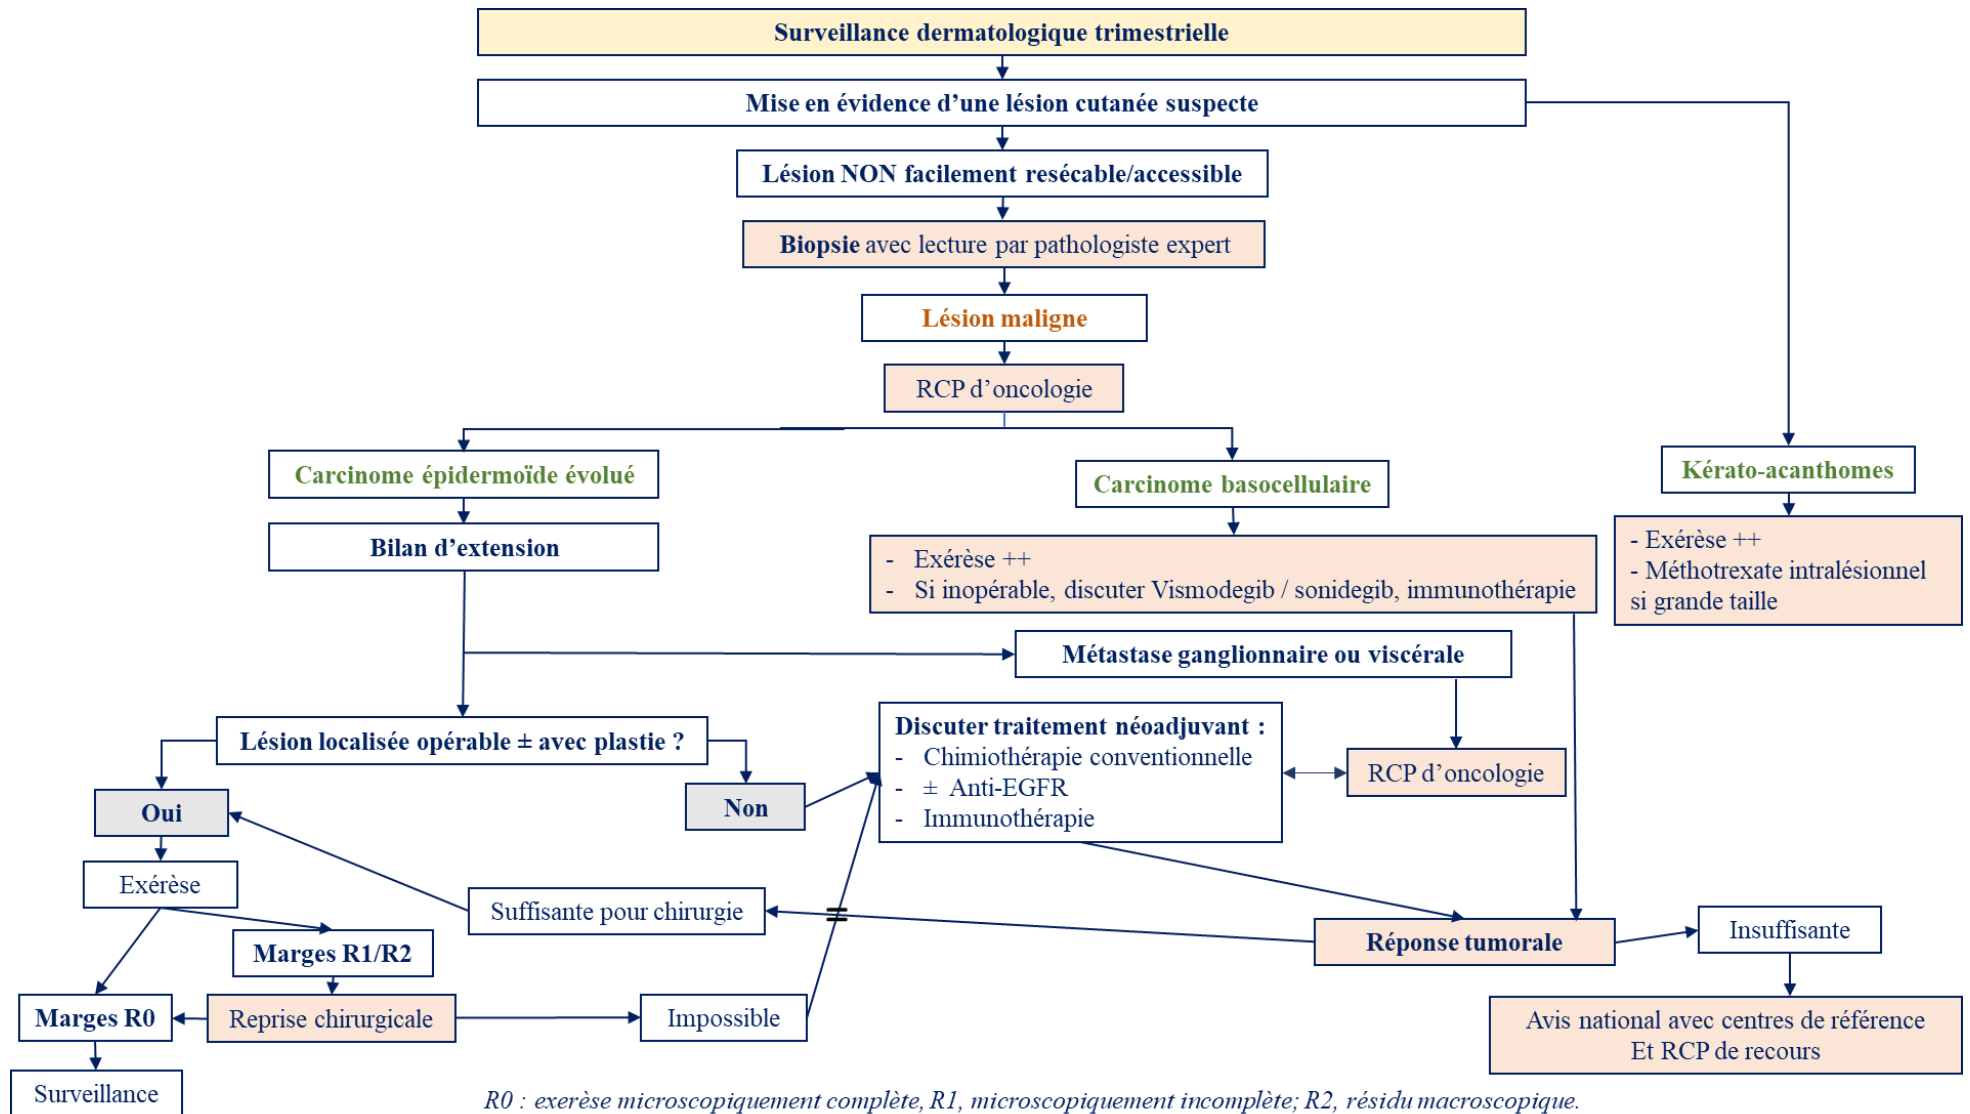 Surveillance dermatologique trimestrielle
Mise en évidence d’une lésion cutanée suspecte
Lésion NON facilement resécable/accessible
Biopsie avec lecture par pathologiste expert
Lésion maligne
RCP d’oncologie
Carcinome épidermoïde évolué
Carcinome basocellulaire
Kérato-acanthomes
Bilan d’extension
- Exérèse ++
- Si inopérable, discuter Vismodegib / sonidegib, immunothérapie
- Exérèse ++
- Méthotrexate intralésionnel
si grande taille
Métastase ganglionnaire ou viscérale
Lésion localisée opérable ± avec plastie ?
Discuter traitement néoadjuvant :
- Chimiothérapie conventionnelle
- ± Anti-EGFR
- Immunothérapie
RCP d’oncologie
Oui
Non
Exérèse
Suffisante pour chirurgie
Réponse tumorale
Insuffisante
Marges R1/R2
Marges R0
Reprise chirurgicale
Impossible
Avis national avec centres de référence
Et RCP de recours
Surveillance
R0 : exerèse microscopiquement complète, R1, microscopiquement incomplète; R2, résidu macroscopique.